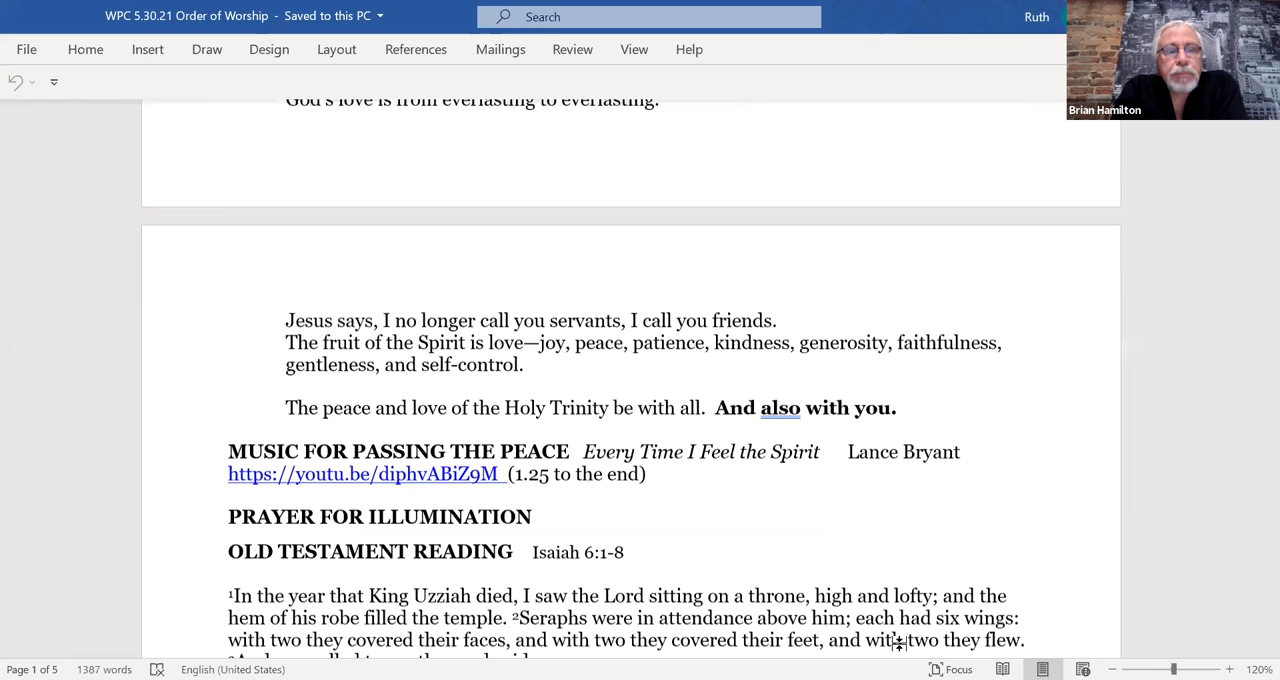 WPC 5.30.21 Order of Worship - Saved to this PC
Search
Ruth
File Home Insert Draw Design Layout References Mailings Review View Help
Brian Hamilton
God's love is from everlasting to everlasting.
Jesus says, I no longer call you servants, I call you friends.
The fruit of the Spirit is love—joy, peace, patience, kindness, generosity, faithfulness,
gentleness, and self-control.
The peace and love of the Holy Trinity be with all. And also with you.
MUSIC FOR PASSING THE PEACE Every Time I Feel the Spirit Lance Bryant
https://youtu.be/diphvABiZ9M (1.25 to the end)
PRAYER FOR ILLUMINATION
OLD TESTAMENT READING Isaiah 6:1-8
¹In the year that King Uzziah died, I saw the Lord sitting on a throne, high and lofty; and the
hem of his robe filled the temple. ²Seraphs were in attendance above him; each had six wings:
with two they covered their faces, and with two they covered their feet, and with two they flew.
Page 1 of 5 1387 words English (United States) Focus 120%